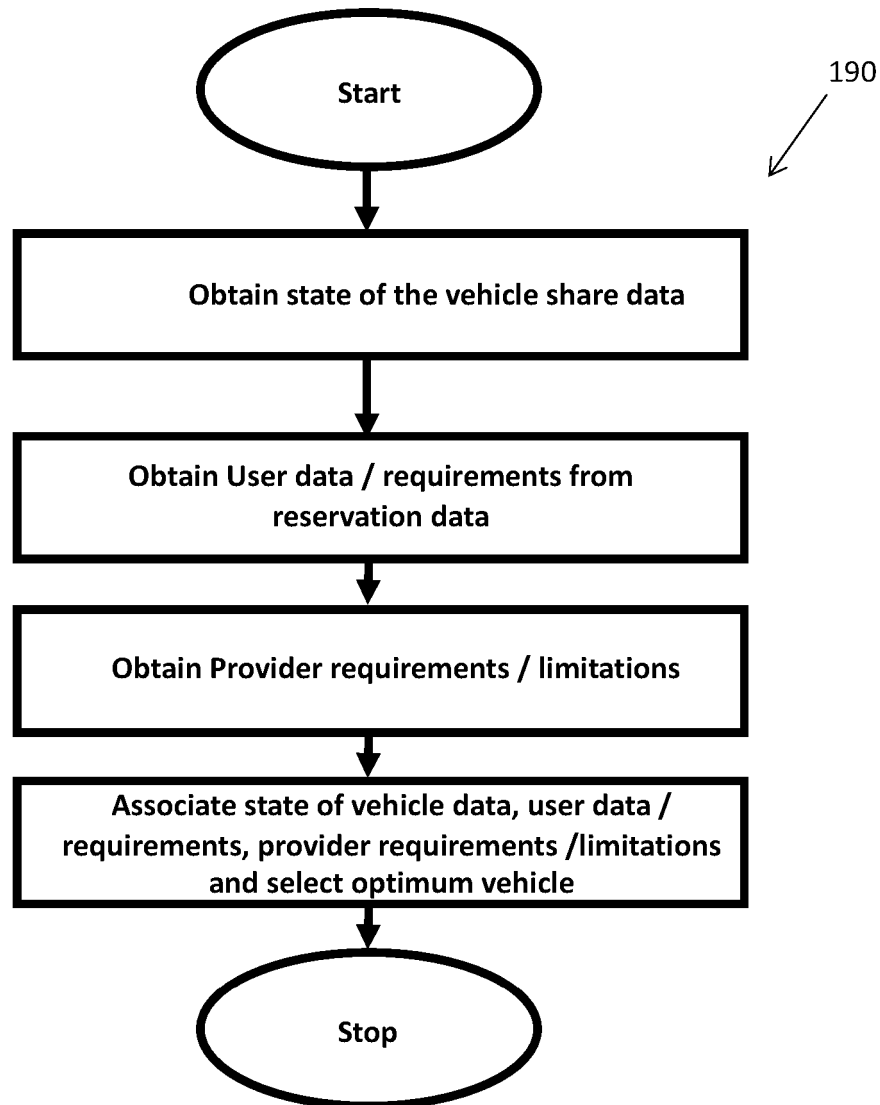 Start
190
Obtain state of the vehicle share data
Obtain User data / requirements from
reservation data
Obtain Provider requirements / limitations
Associate state of vehicle data, user data /
requirements, provider requirements /limitations
and select optimum vehicle
Stop